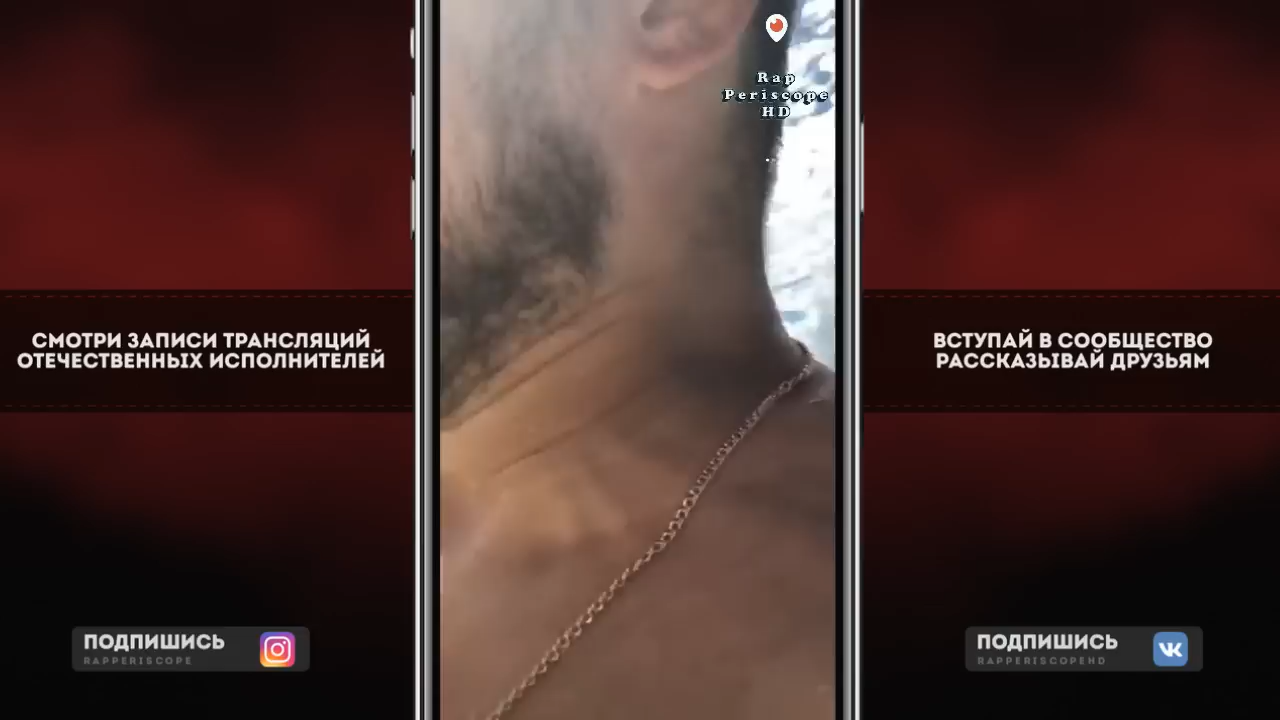 Rap
Periscope
HD
СМОТРИ ЗАПИСИ ТРАНСЛЯЦИЙ
ОТЕЧЕСТВЕННЫХ ИСПОЛНИТЕЛЕЙ
ВСТУПАЙ В СООБЩЕСТВО
РАССКАЗЫВАЙ ДРУЗЬЯМ
ПОДПИШИСЬ
RAPPERISCOPE
ПОДПИШИСЬ
RAPPERISCOPEHD